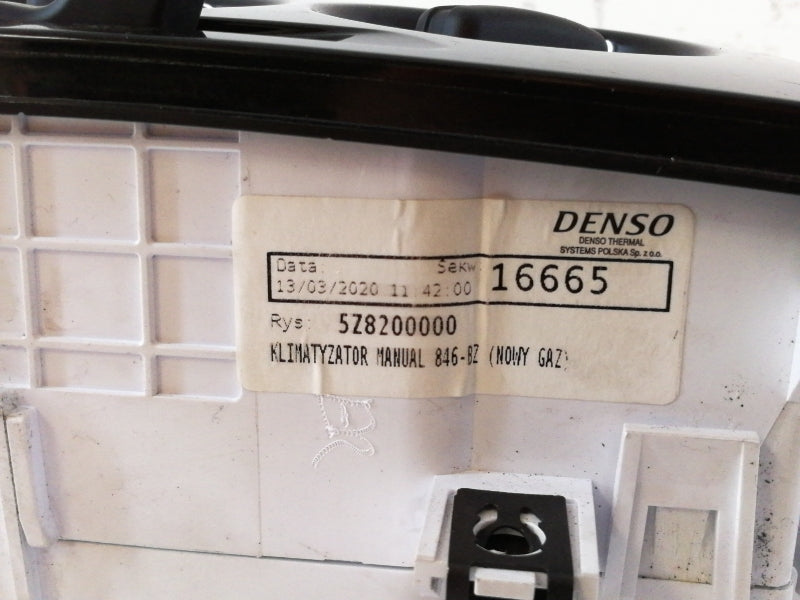 DENSO
DENSO THERMAL
SYSTEMS POLSKA Sp. z o.o.
Data: Sekw. 16665
13/03/2020 11:42:00
Rys: 5Z8200000
KLIMATYZATOR MANUAL 846-BZ (NOWY GAZ)